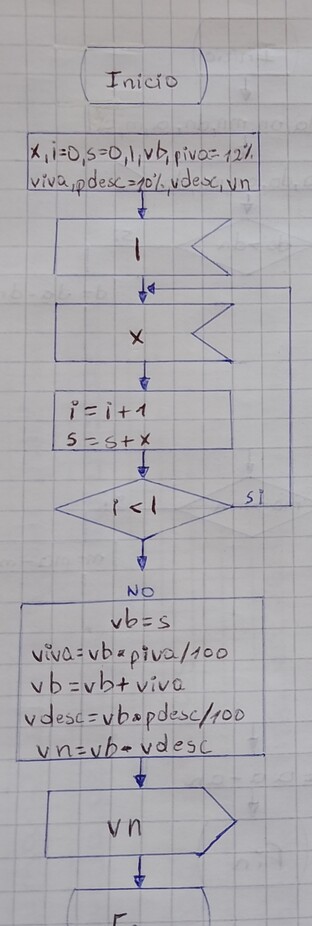 Inicio
x, i=0, s=0, l, vb, piva=12%
viva, pdesc=10%, vdesc, vn
l
x
i = i + 1
s = s + x
i < l
si
NO
vb = s
viva = vb * piva/100
vb = vb + viva
vdesc = vb * pdesc/100
vn = vb - vdesc
vn